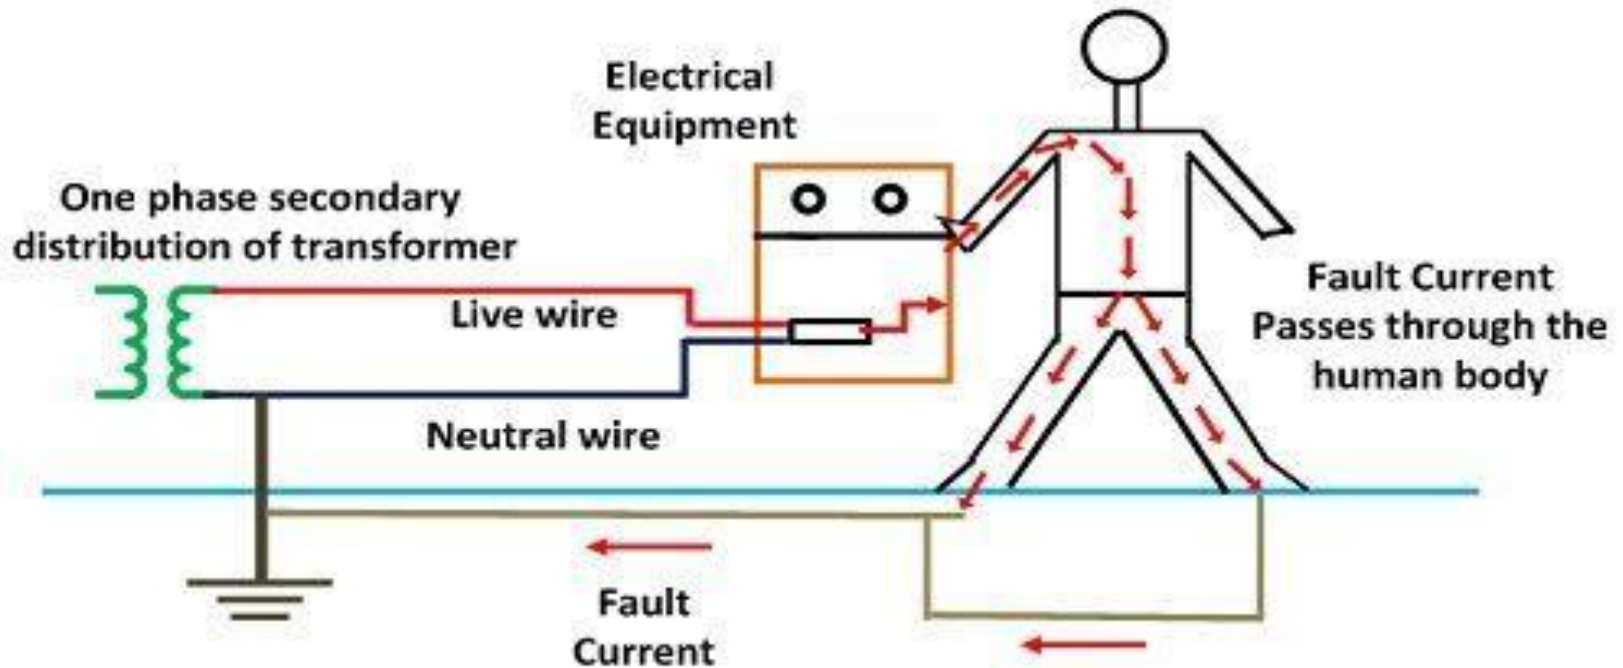 Electrical
Equipment
One phase secondary
distribution of transformer
Live wire
Fault Current
Passes through the
human body
Neutral wire
Fault
Current